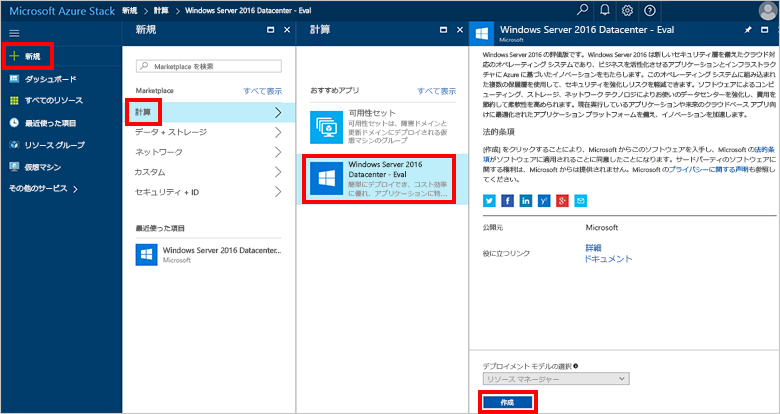 Microsoft Azure Stack 新規 > 計算 > Windows Server 2016 Datacenter - Eval
新規
ダッシュボード
すべてのリソース
最近使った項目
リソース グループ
仮想マシン
その他のサービス >
新規
Marketplace を検索
Marketplace すべて表示
計算
データ + ストレージ
ネットワーク
カスタム
セキュリティ + ID
最近使った項目
Windows Server 2016 Datacenter...
Microsoft
計算
おすすめアプリ すべて表示
可用性セット
可用性セットは、障害ドメインと
更新ドメインにデプロイされる仮
想マシンのグループ
Windows Server 2016
Datacenter - Eval
簡単にデプロイでき、コスト効率
に優れ、アプリケーションに特...
Windows Server 2016 Datacenter - Eval
Microsoft
Windows Server 2016 の評価版です。Windows Server 2016 は新しいセキュリティ層を備えたクラウド対
応のオペレーティング システムであり、ビジネスを活性化させるアプリケーションとインフラストラク
チャに Azure に基づいたイノベーションをもたらします。このオペレーティング システムに組み込まれ
た複数の保護層を使用して、セキュリティを強化しリスクを軽減できます。ソフトウェアによるコンピ
ューティング、ストレージ、ネットワーク テクノロジによりお使いのデータセンターを強化し、費用を
節約して柔軟性を高められます。現在実行しているアプリケーションや未来のクラウドベース アプリ向
けに最適化されたアプリケーション プラットフォームを備え、イノベーションを加速します。
法的条項
[作成] をクリックすることにより、Microsoft からこのソフトウェアを入手し、Microsoft の法的条
項がソフトウェアに適用されることに同意したことになります。サードパーティのソフトウェアに
関する権利は、Microsoft からは提供されません。Microsoft のプライバシーに関する声明も参照し
てください。
公開元 Microsoft
役に立つリンク 詳細
ドキュメント
デプロイメント モデルの選択
リソース マネージャー
作成